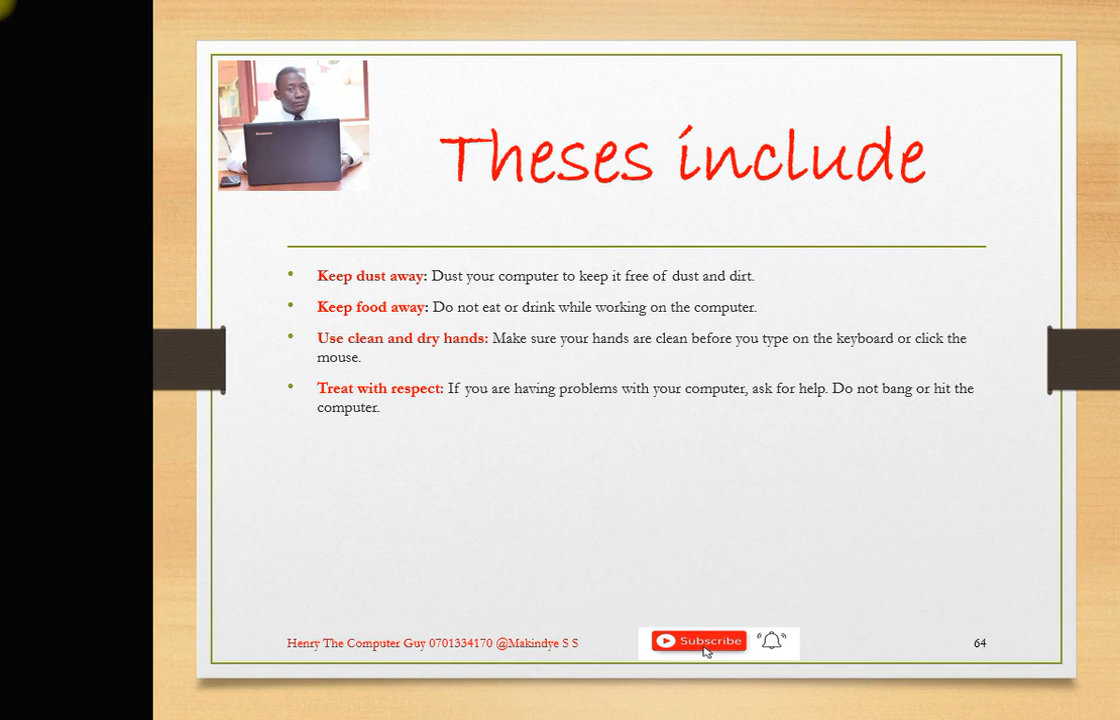 Theses include
• Keep dust away: Dust your computer to keep it free of dust and dirt.
• Keep food away: Do not eat or drink while working on the computer.
• Use clean and dry hands: Make sure your hands are clean before you type on the keyboard or click the
mouse.
• Treat with respect: If you are having problems with your computer, ask for help. Do not bang or hit the
computer.
Henry The Computer Guy 0701334170 @Makindye S S
Subscribe
64